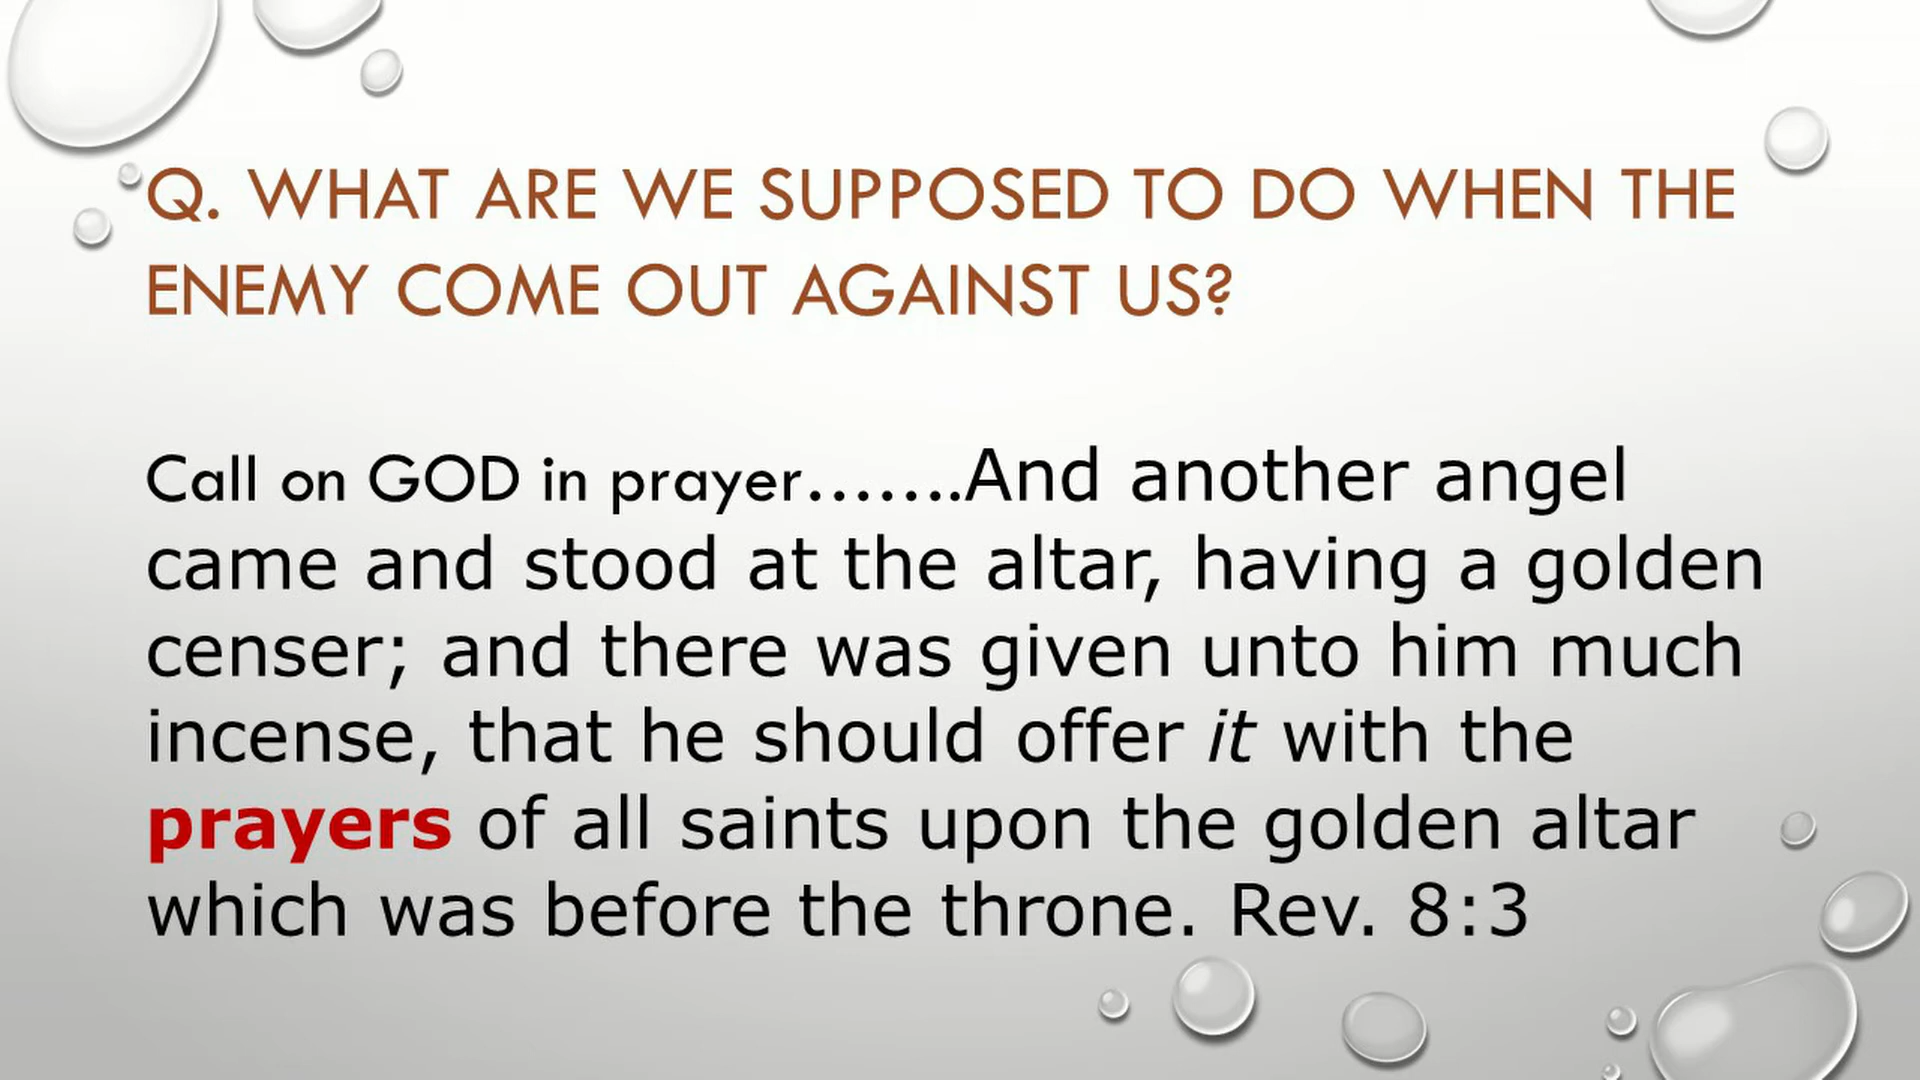 Q. WHAT ARE WE SUPPOSED TO DO WHEN THE
ENEMY COME OUT AGAINST US?
Call on GOD in prayer…….And another angel
came and stood at the altar, having a golden
censer; and there was given unto him much
incense, that he should offer it with the
prayers of all saints upon the golden altar
which was before the throne. Rev. 8:3